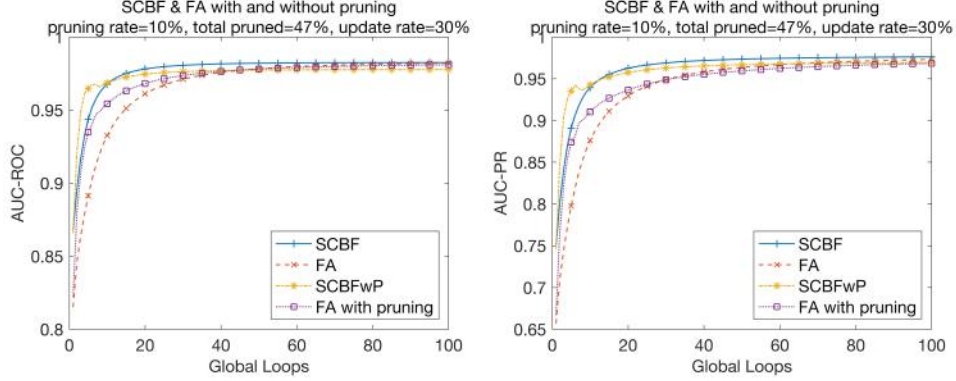 SCBF & FA with and without pruning
pruning rate=10%, total pruned=47%, update rate=30%
1
0.95
0.9
0.85
0.8
AUC-ROC
0 20 40 60 80 100
Global Loops
SCBF
FA
SCBFwP
FA with pruning
SCBF & FA with and without pruning
pruning rate=10%, total pruned=47%, update rate=30%
1
0.95
0.9
0.85
0.8
0.75
0.7
0.65
AUC-PR
0 20 40 60 80 100
Global Loops
SCBF
FA
SCBFwP
FA with pruning